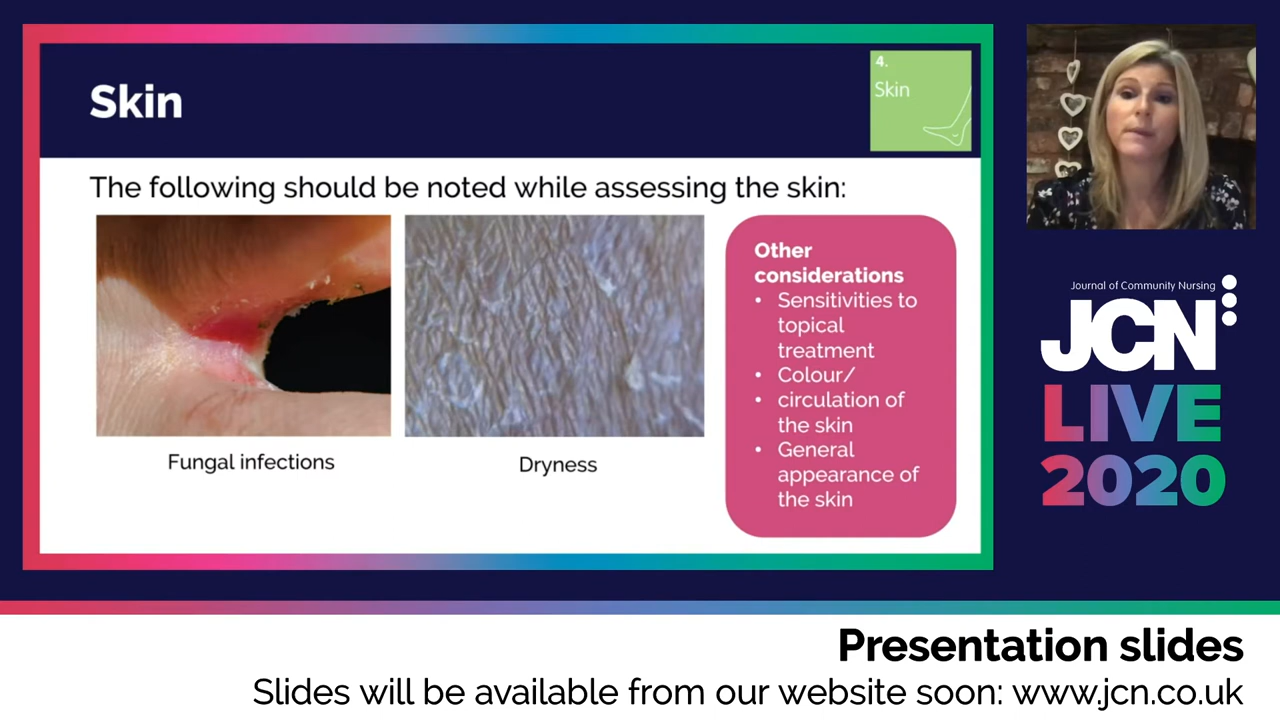 Skin
4.
Skin
The following should be noted while assessing the skin:
Fungal infections
Dryness
Other
considerations
• Sensitivities to
topical
treatment
• Colour/
• circulation of
the skin
• General
appearance of
the skin
Journal of Community Nursing
JCN
LIVE
2020
Presentation slides
Slides will be available from our website soon: www.jcn.co.uk